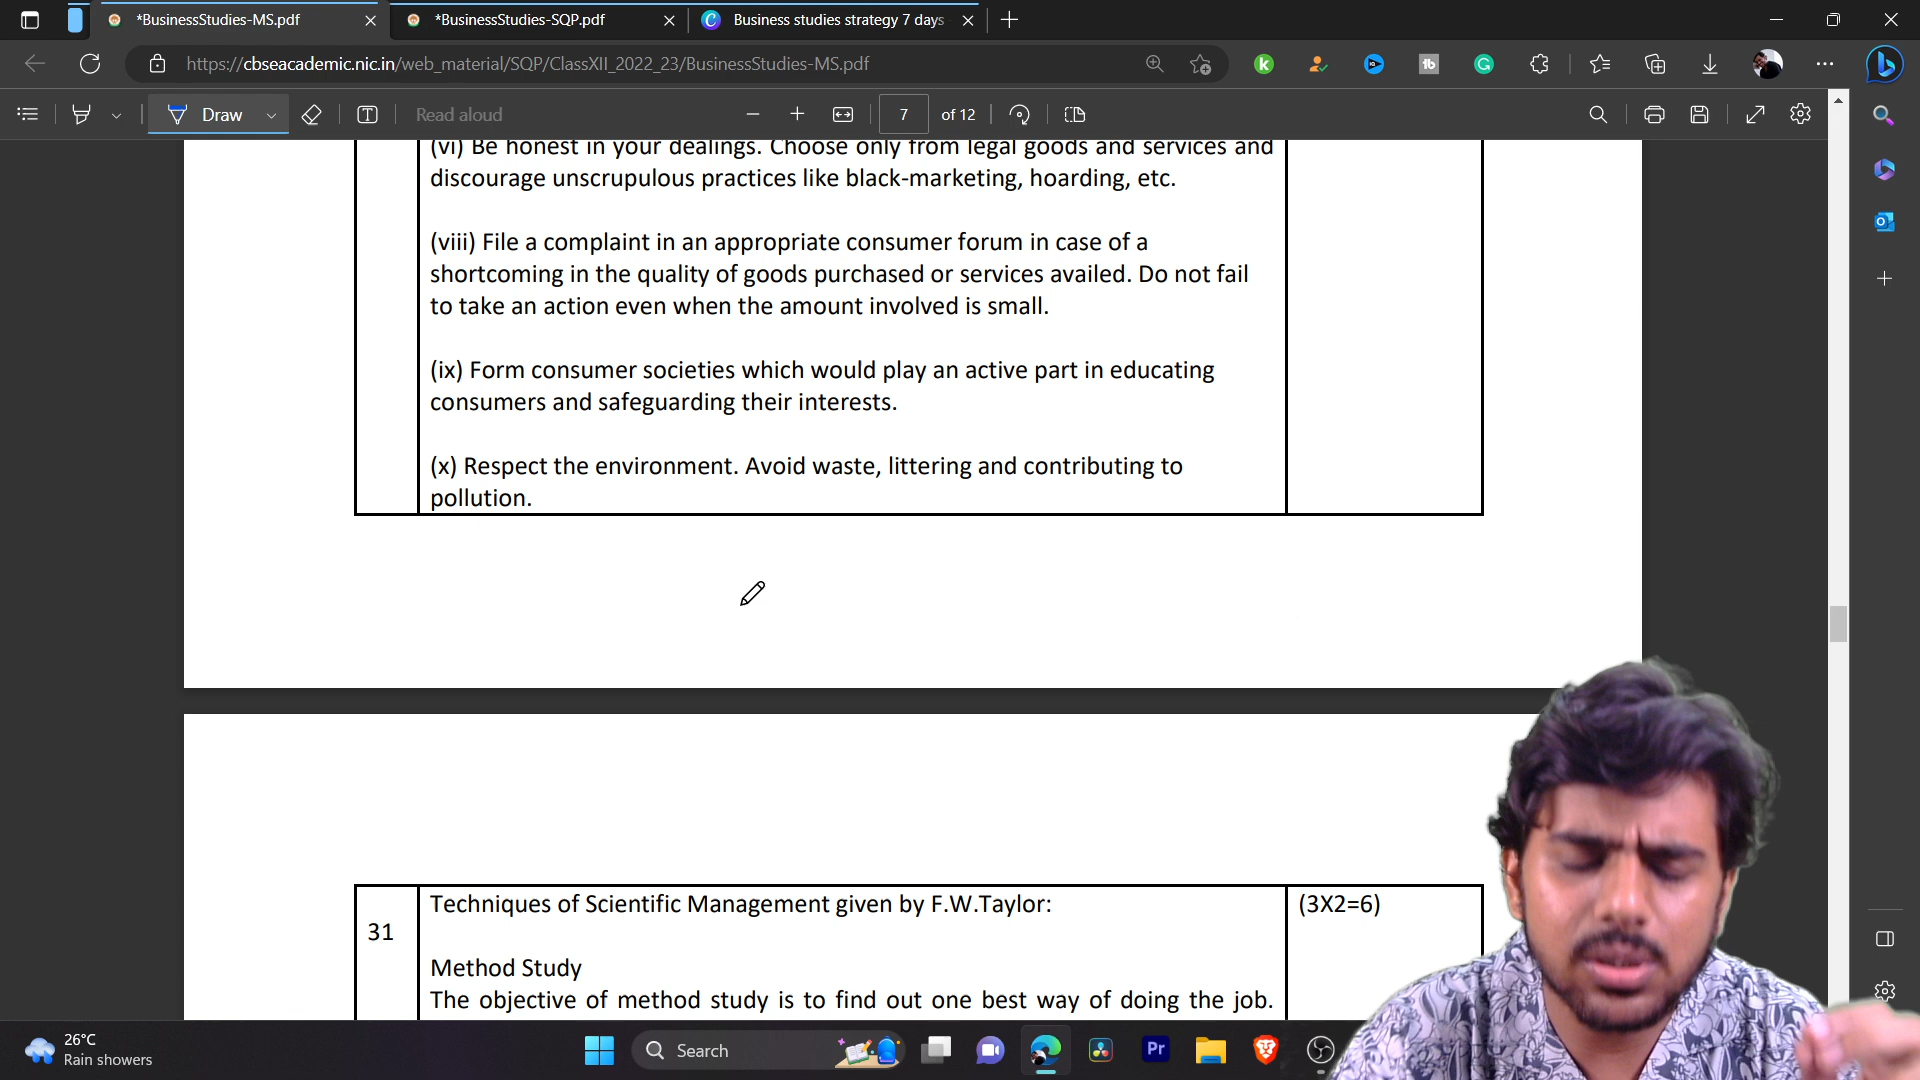 *BusinessStudies-MS.pdf
*BusinessStudies-SQP.pdf
Business studies strategy 7 days
https://cbseacademic.nic.in/web_material/SQP/ClassXII_2022_23/BusinessStudies-MS.pdf
Draw
Read aloud
7 of 12
(vi) Be honest in your dealings. Choose only from legal goods and services and
discourage unscrupulous practices like black-marketing, hoarding, etc.
(viii) File a complaint in an appropriate consumer forum in case of a
shortcoming in the quality of goods purchased or services availed. Do not fail
to take an action even when the amount involved is small.
(ix) Form consumer societies which would play an active part in educating
consumers and safeguarding their interests.
(x) Respect the environment. Avoid waste, littering and contributing to
pollution.
31
Techniques of Scientific Management given by F.W.Taylor:
(3X2=6)
Method Study
The objective of method study is to find out one best way of doing the job.
26°C
Rain showers
Search
Pr